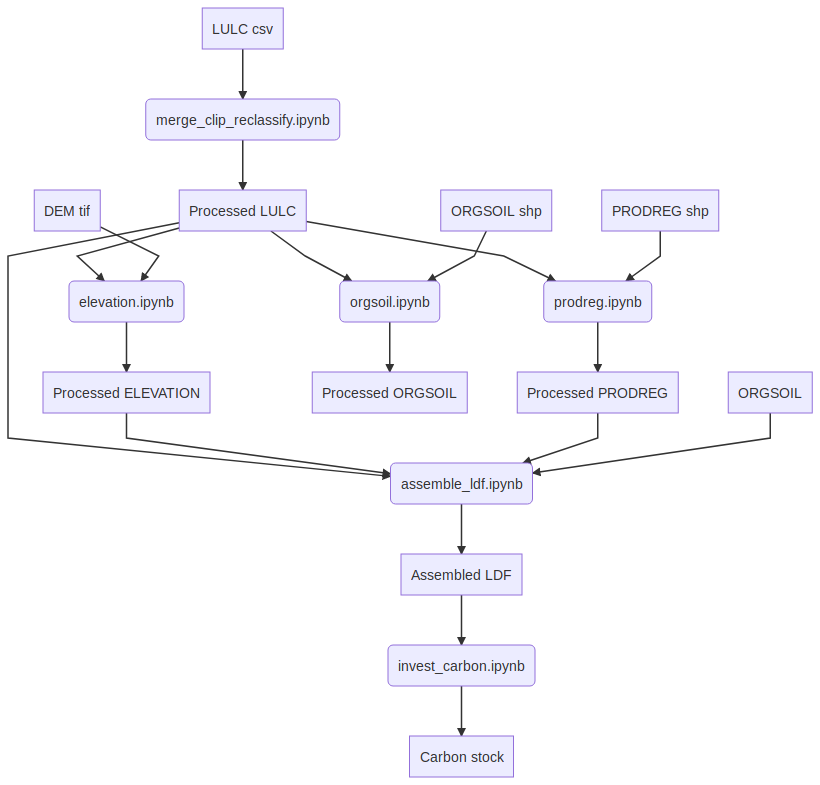 LULC csv
merge_clip_reclassify.ipynb
DEM tif
Processed LULC
ORGSOIL shp
PRODREG shp
elevation.ipynb
orgsoil.ipynb
prodreg.ipynb
Processed ELEVATION
Processed ORGSOIL
Processed PRODREG
ORGSOIL
assemble_ldf.ipynb
Assembled LDF
invest_carbon.ipynb
Carbon stock